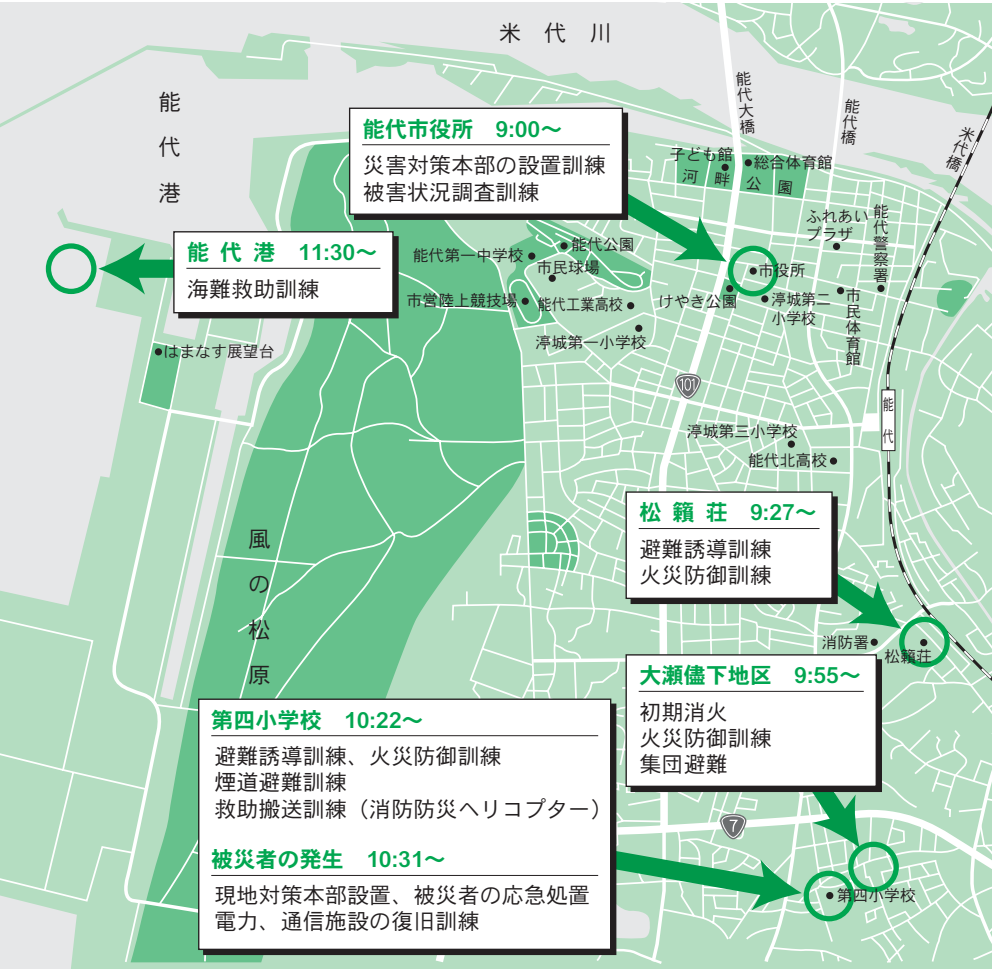 米代川
能代港
能代大橋
能代橋
米代橋
能代市役所 9:00〜
災害対策本部の設置訓練
被害状況調査訓練
子ども館
総合体育館
河畔公園
ふれあい
プラザ
能代警察署
能代港 11:30〜
海難救助訓練
能代第一中学校
能代公園
市民球場
市営陸上競技場
能代工業高校
渟城第一小学校
市役所
けやき公園
渟城第二
小学校
市民体育館
はまなす展望台
101
能代
渟城第三小学校
能代北高校
松籟荘 9:27〜
避難誘導訓練
火災防御訓練
風の松原
消防署
松籟荘
大瀬儘下地区 9:55〜
初期消火
火災防御訓練
集団避難
第四小学校 10:22〜
避難誘導訓練、火災防御訓練
煙道避難訓練
救助搬送訓練（消防防災ヘリコプター）
被災者の発生 10:31〜
現地対策本部設置、被災者の応急処置
電力、通信施設の復旧訓練
7
第四小学校